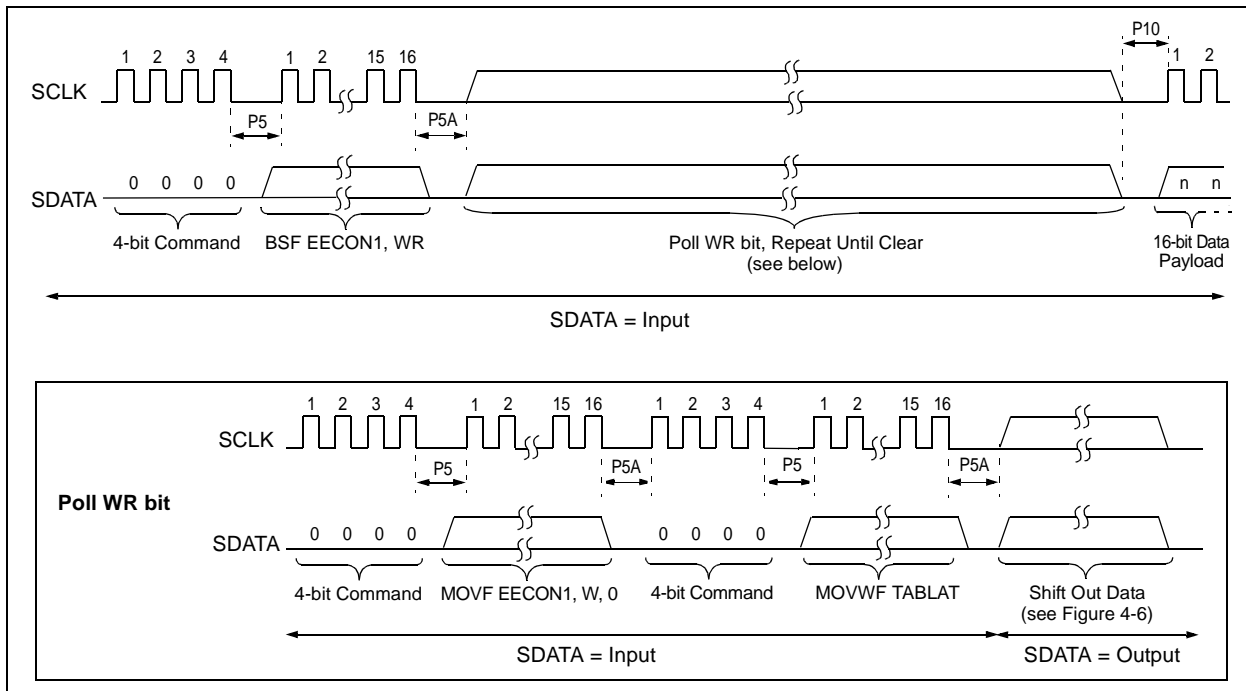 P10
1 2 3 4 1 2 15 16 1 2
SCLK
P5 P5A
0 0 0 0 n n
SDATA
4-bit Command BSF EECON1, WR Poll WR bit, Repeat Until Clear 16-bit Data
(see below) Payload
SDATA = Input
1 2 3 4 1 2 15 16 1 2 3 4 1 2 15 16
SCLK
P5 P5A P5 P5A
Poll WR bit
0 0 0 0 0 0 0 0
SDATA
4-bit Command MOVF EECON1, W, 0 4-bit Command MOVWF TABLAT Shift Out Data
(see Figure 4-6)
SDATA = Input SDATA = Output